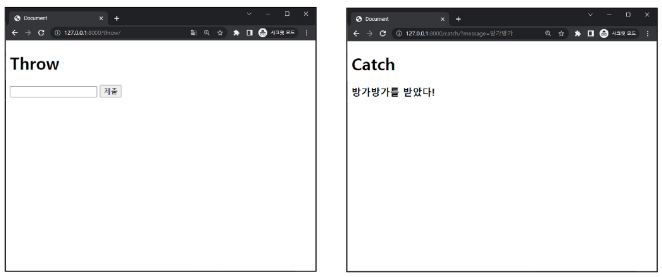 Document
127.0.0.1:8000/throw/
시크릿 모드
Throw
제출
Document
127.0.0.1:8000/catch/?message=방가방가
시크릿 모드
Catch
방가방가를 받았다!